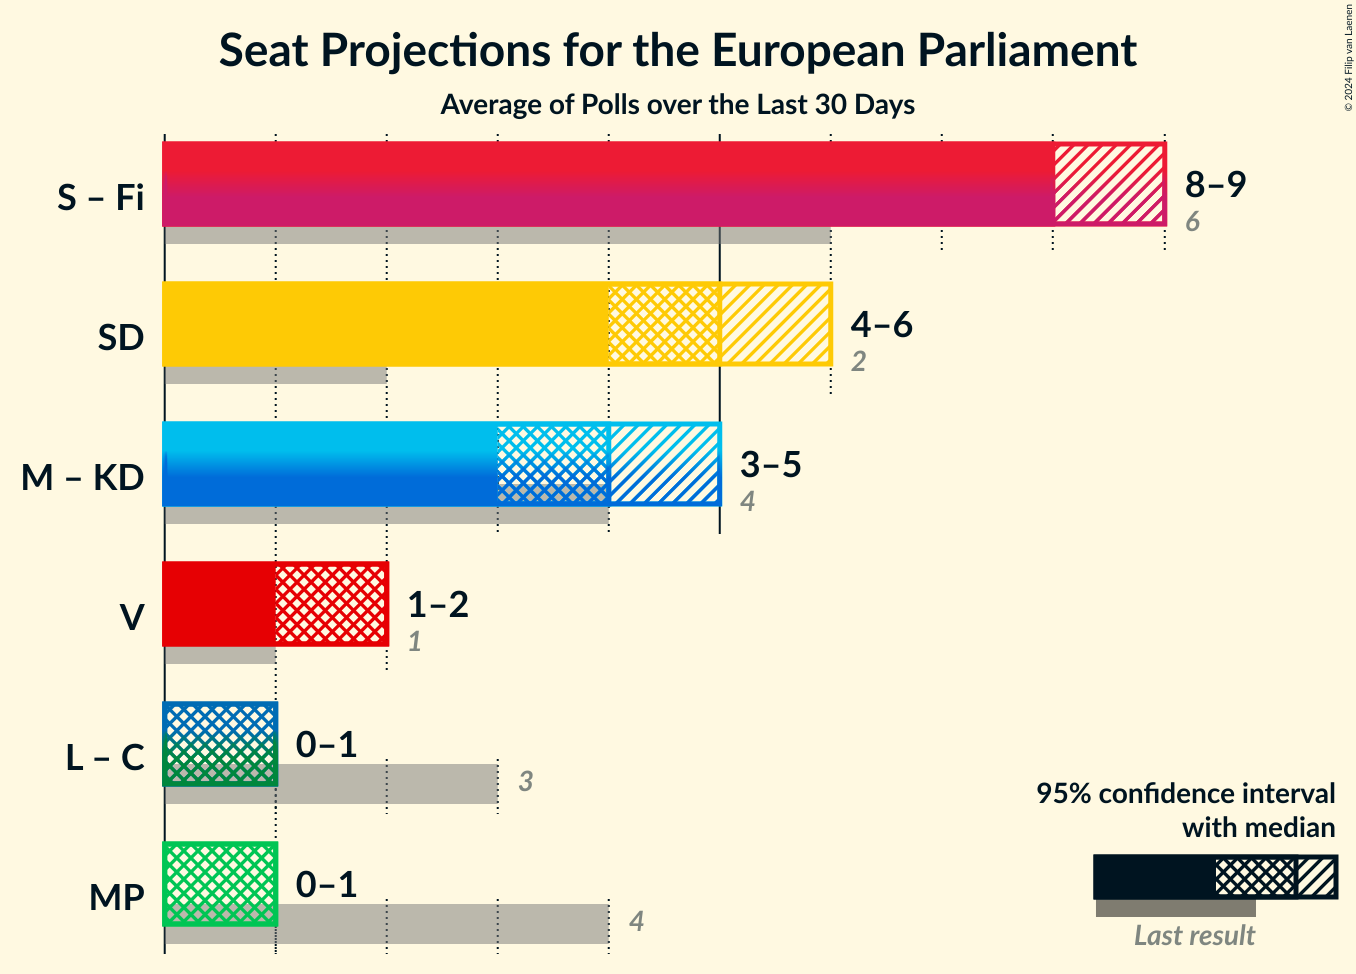 Seat Projections for the European Parliament
Average of Polls over the Last 30 Days
© 2024 Filip van Laenen
S – Fi
8–9
6
SD
4–6
2
M – KD
3–5
4
V
1–2
1
L – C
0–1
3
MP
0–1
4
95% confidence interval
with median
Last result